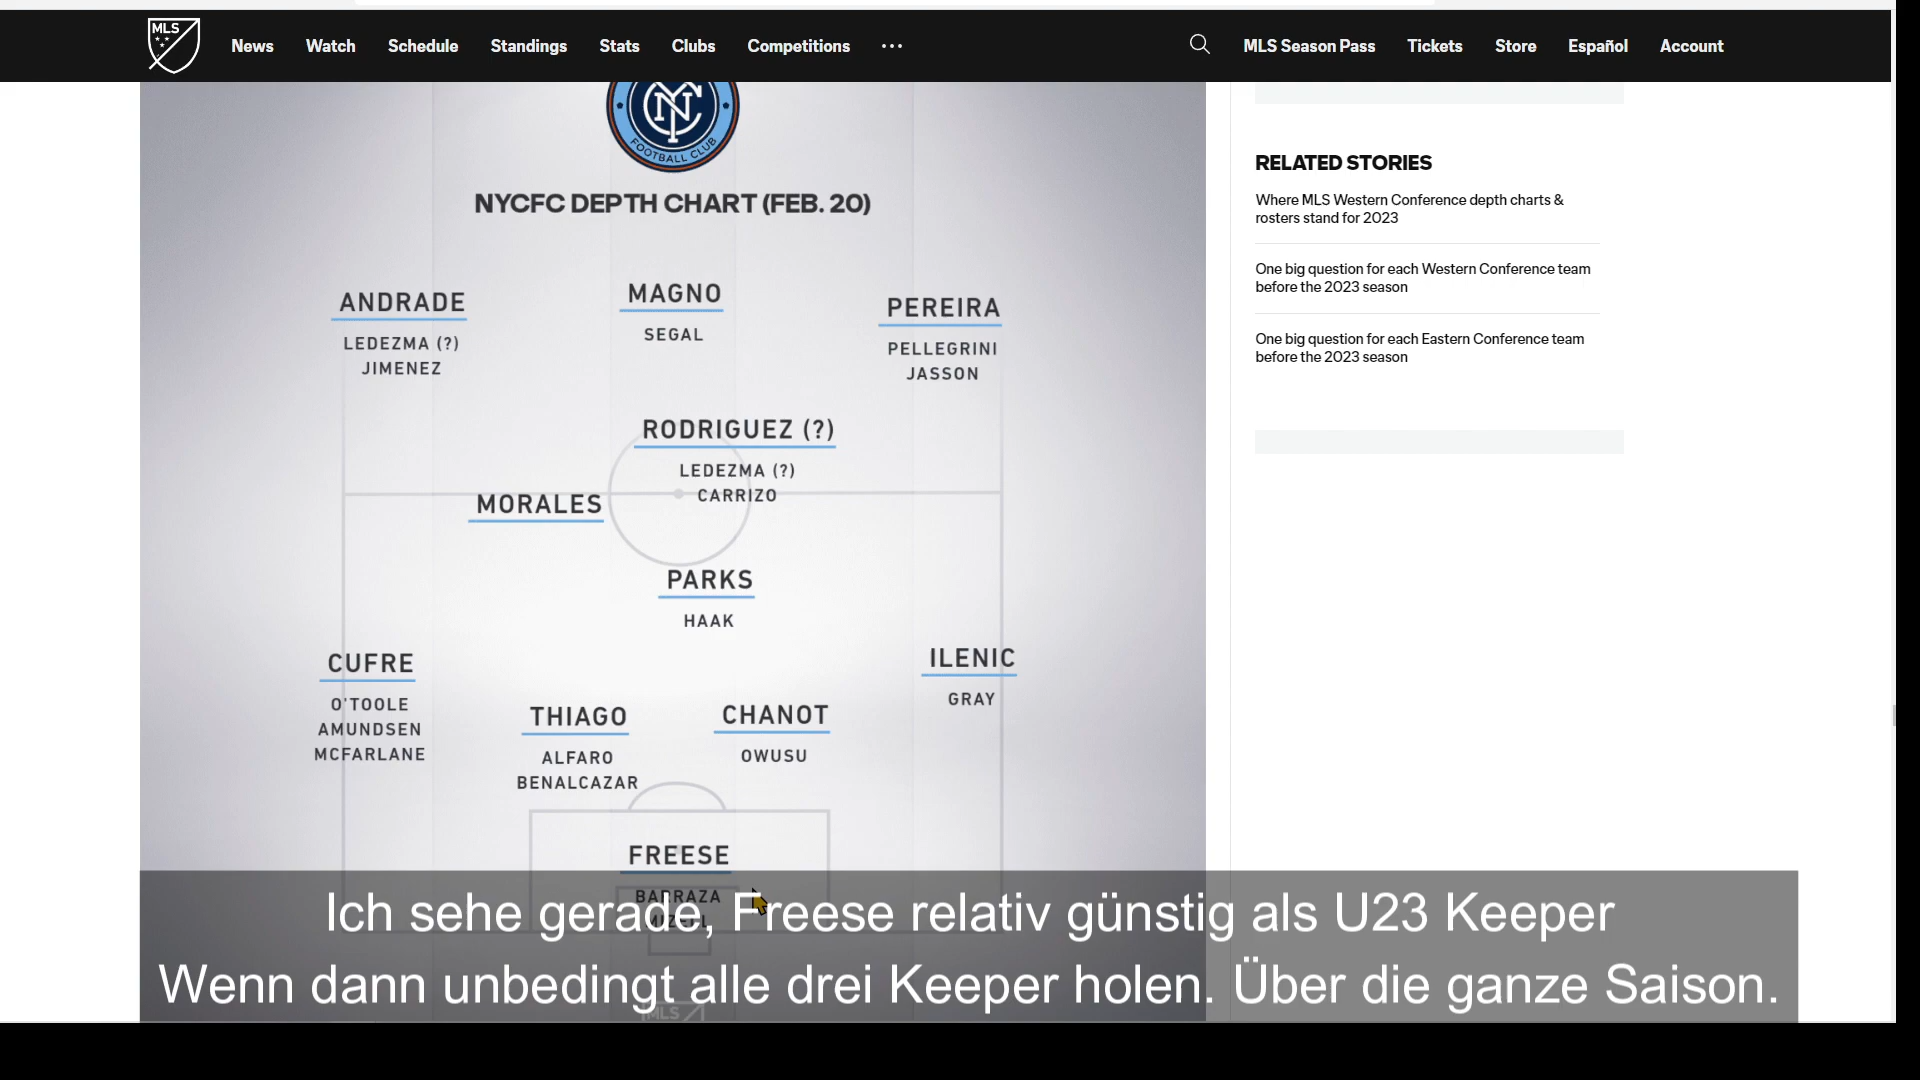 MLS
News Watch Schedule Standings Stats Clubs Competitions ···
MLS Season Pass Tickets Store Español Account
NYC
FOOTBALL CLUB
NYCFC DEPTH CHART (FEB. 20)
ANDRADE
LEDEZMA (?)
JIMENEZ
MAGNO
SEGAL
PEREIRA
PELLEGRINI
JASSON
RODRIGUEZ (?)
LEDEZMA (?)
CARRIZO
MORALES
PARKS
HAAK
CUFRE
O'TOOLE
AMUNDSEN
MCFARLANE
THIAGO
ALFARO
BENALCAZAR
CHANOT
OWUSU
ILENIC
GRAY
FREESE
BARRAZA
MIZELL
MLS
RELATED STORIES
Where MLS Western Conference depth charts &
rosters stand for 2023
One big question for each Western Conference team
before the 2023 season
One big question for each Eastern Conference team
before the 2023 season
Ich sehe gerade, Freese relativ günstig als U23 Keeper
Wenn dann unbedingt alle drei Keeper holen. Über die ganze Saison.